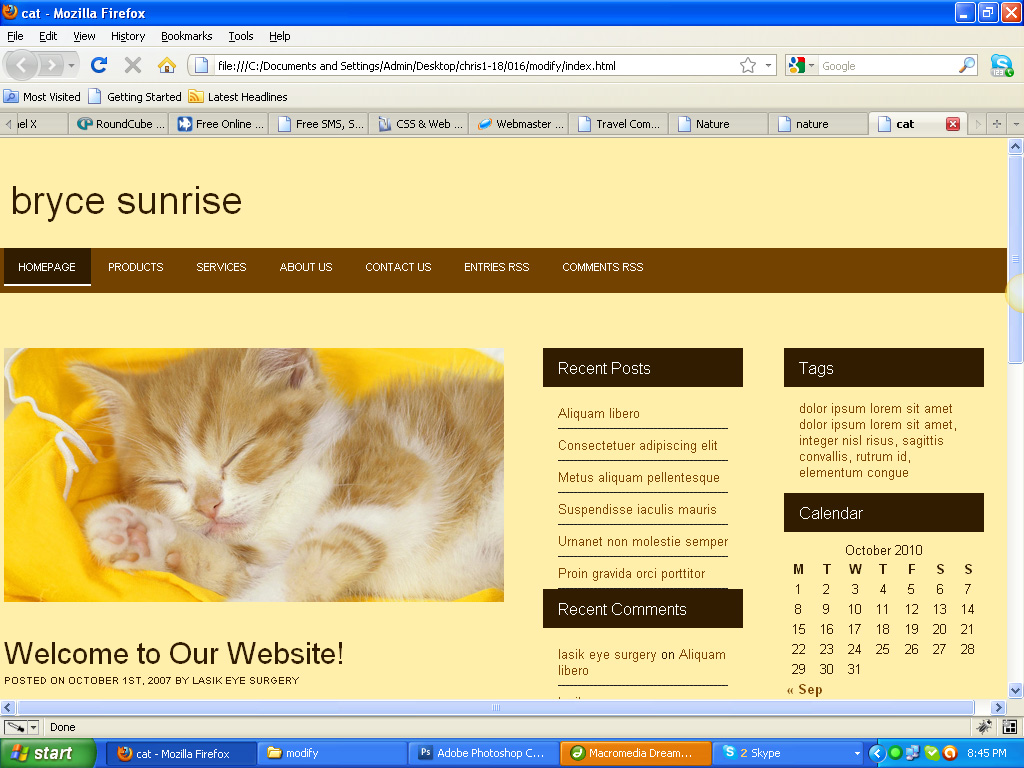 cat - Mozilla Firefox
File Edit View History Bookmarks Tools Help
file:///C:/Documents and Settings/Admin/Desktop/chris1-18/016/modify/index.html
Google
Most Visited Getting Started Latest Headlines
nel X RoundCube ... Free Online ... Free SMS, S... CSS & Web ... Webmaster ... Travel Com... Nature nature cat
bryce sunrise
HOMEPAGE PRODUCTS SERVICES ABOUT US CONTACT US ENTRIES RSS COMMENTS RSS
Welcome to Our Website!
POSTED ON OCTOBER 1ST, 2007 BY LASIK EYE SURGERY
Recent Posts
Aliquam libero
Consectetuer adipiscing elit
Metus aliquam pellentesque
Suspendisse iaculis mauris
Urnanet non molestie semper
Proin gravida orci porttitor
Recent Comments
lasik eye surgery on Aliquam
libero
Tags
dolor ipsum lorem sit amet
dolor ipsum lorem sit amet,
integer nisl risus, sagittis
convallis, rutrum id,
elementum congue
Calendar
October 2010
M T W T F S S
1 2 3 4 5 6 7
8 9 10 11 12 13 14
15 16 17 18 19 20 21
22 23 24 25 26 27 28
29 30 31
« Sep
Done
start cat - Mozilla Firefox modify Adobe Photoshop C... Macromedia Dream... 2 Skype 8:45 PM